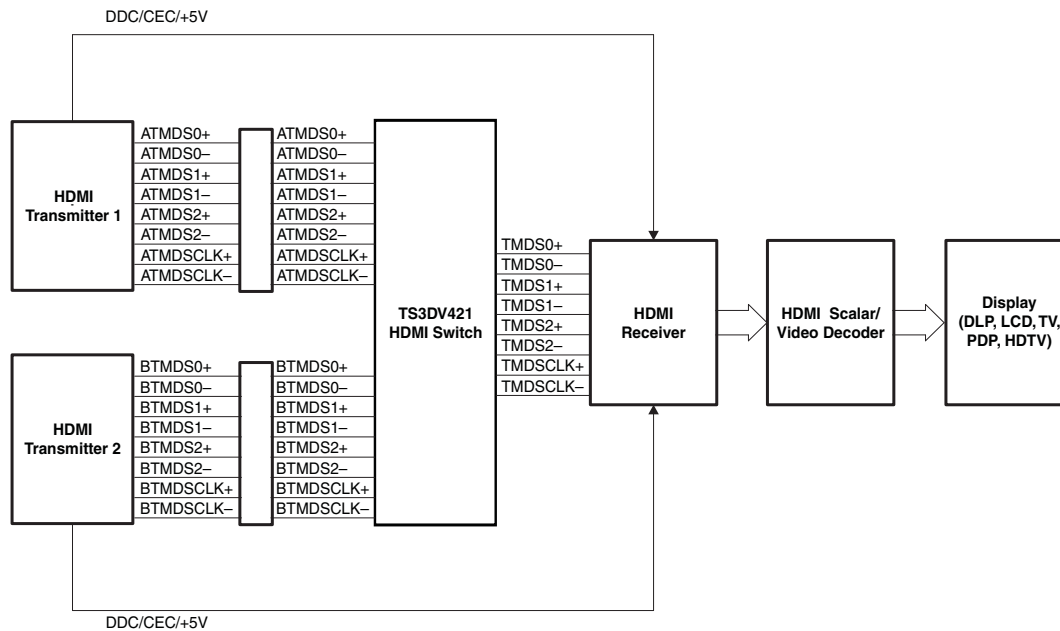 DDC/CEC/+5V
HDMI
Transmitter 1
ATMDS0+
ATMDS0–
ATMDS1+
ATMDS1–
ATMDS2+
ATMDS2–
ATMDSCLK+
ATMDSCLK–
ATMDS0+
ATMDS0–
ATMDS1+
ATMDS1–
ATMDS2+
ATMDS2–
ATMDSCLK+
ATMDSCLK–
HDMI
Transmitter 2
BTMDS0+
BTMDS0–
BTMDS1+
BTMDS1–
BTMDS2+
BTMDS2–
BTMDSCLK+
BTMDSCLK–
BTMDS0+
BTMDS0–
BTMDS1+
BTMDS1–
BTMDS2+
BTMDS2–
BTMDSCLK+
BTMDSCLK–
TS3DV421
HDMI Switch
TMDS0+
TMDS0–
TMDS1+
TMDS1–
TMDS2+
TMDS2–
TMDSCLK+
TMDSCLK–
HDMI
Receiver
HDMI Scalar/
Video Decoder
Display
(DLP, LCD, TV,
PDP, HDTV)
DDC/CEC/+5V